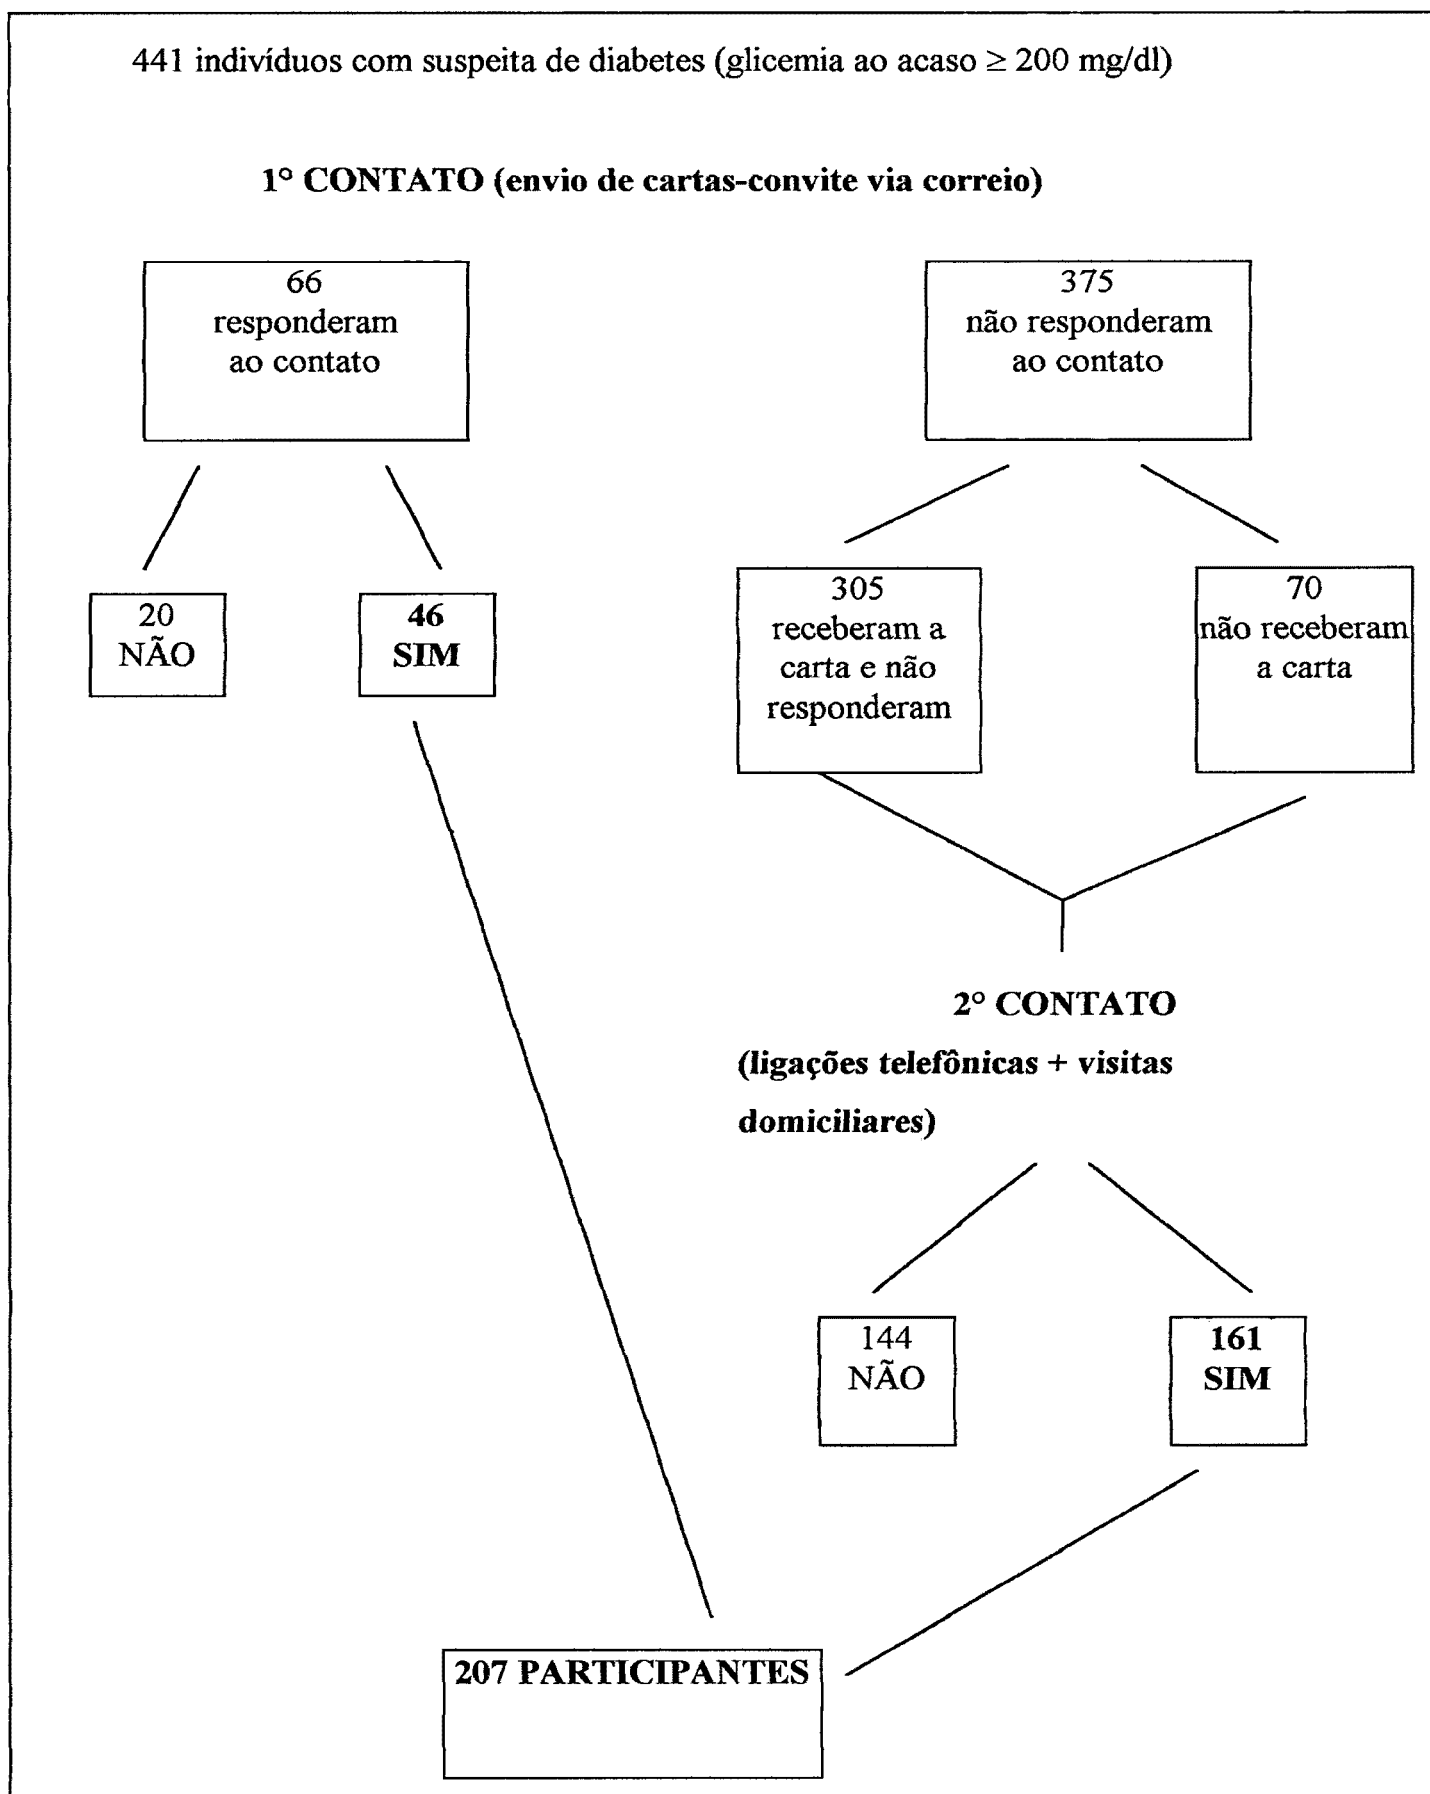 441 indivíduos com suspeita de diabetes (glicemia ao acaso ≥ 200 mg/dl)
1° CONTATO (envio de cartas-convite via correio)
66
responderam
ao contato
375
não responderam
ao contato
20
NÃO
46
SIM
305
receberam a
carta e não
responderam
70
não receberam
a carta
2° CONTATO
(ligações telefônicas + visitas
domiciliares)
144
NÃO
161
SIM
207 PARTICIPANTES